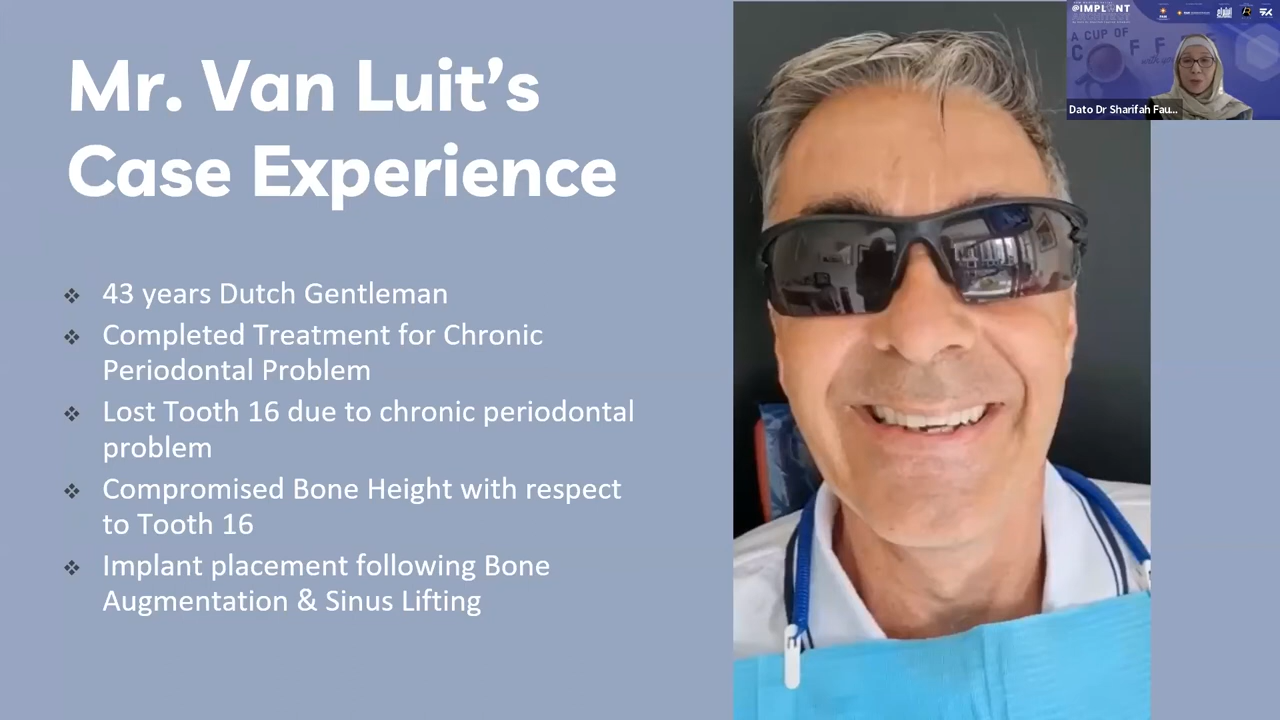 Mr. Van Luit’s
Case Experience
❖ 43 years Dutch Gentleman
❖ Completed Treatment for Chronic
Periodontal Problem
❖ Lost Tooth 16 due to chronic periodontal
problem
❖ Compromised Bone Height with respect
to Tooth 16
❖ Implant placement following Bone
Augmentation & Sinus Lifting
@IMPLANT
A CUP OF
Dato Dr Sharifah Fau...